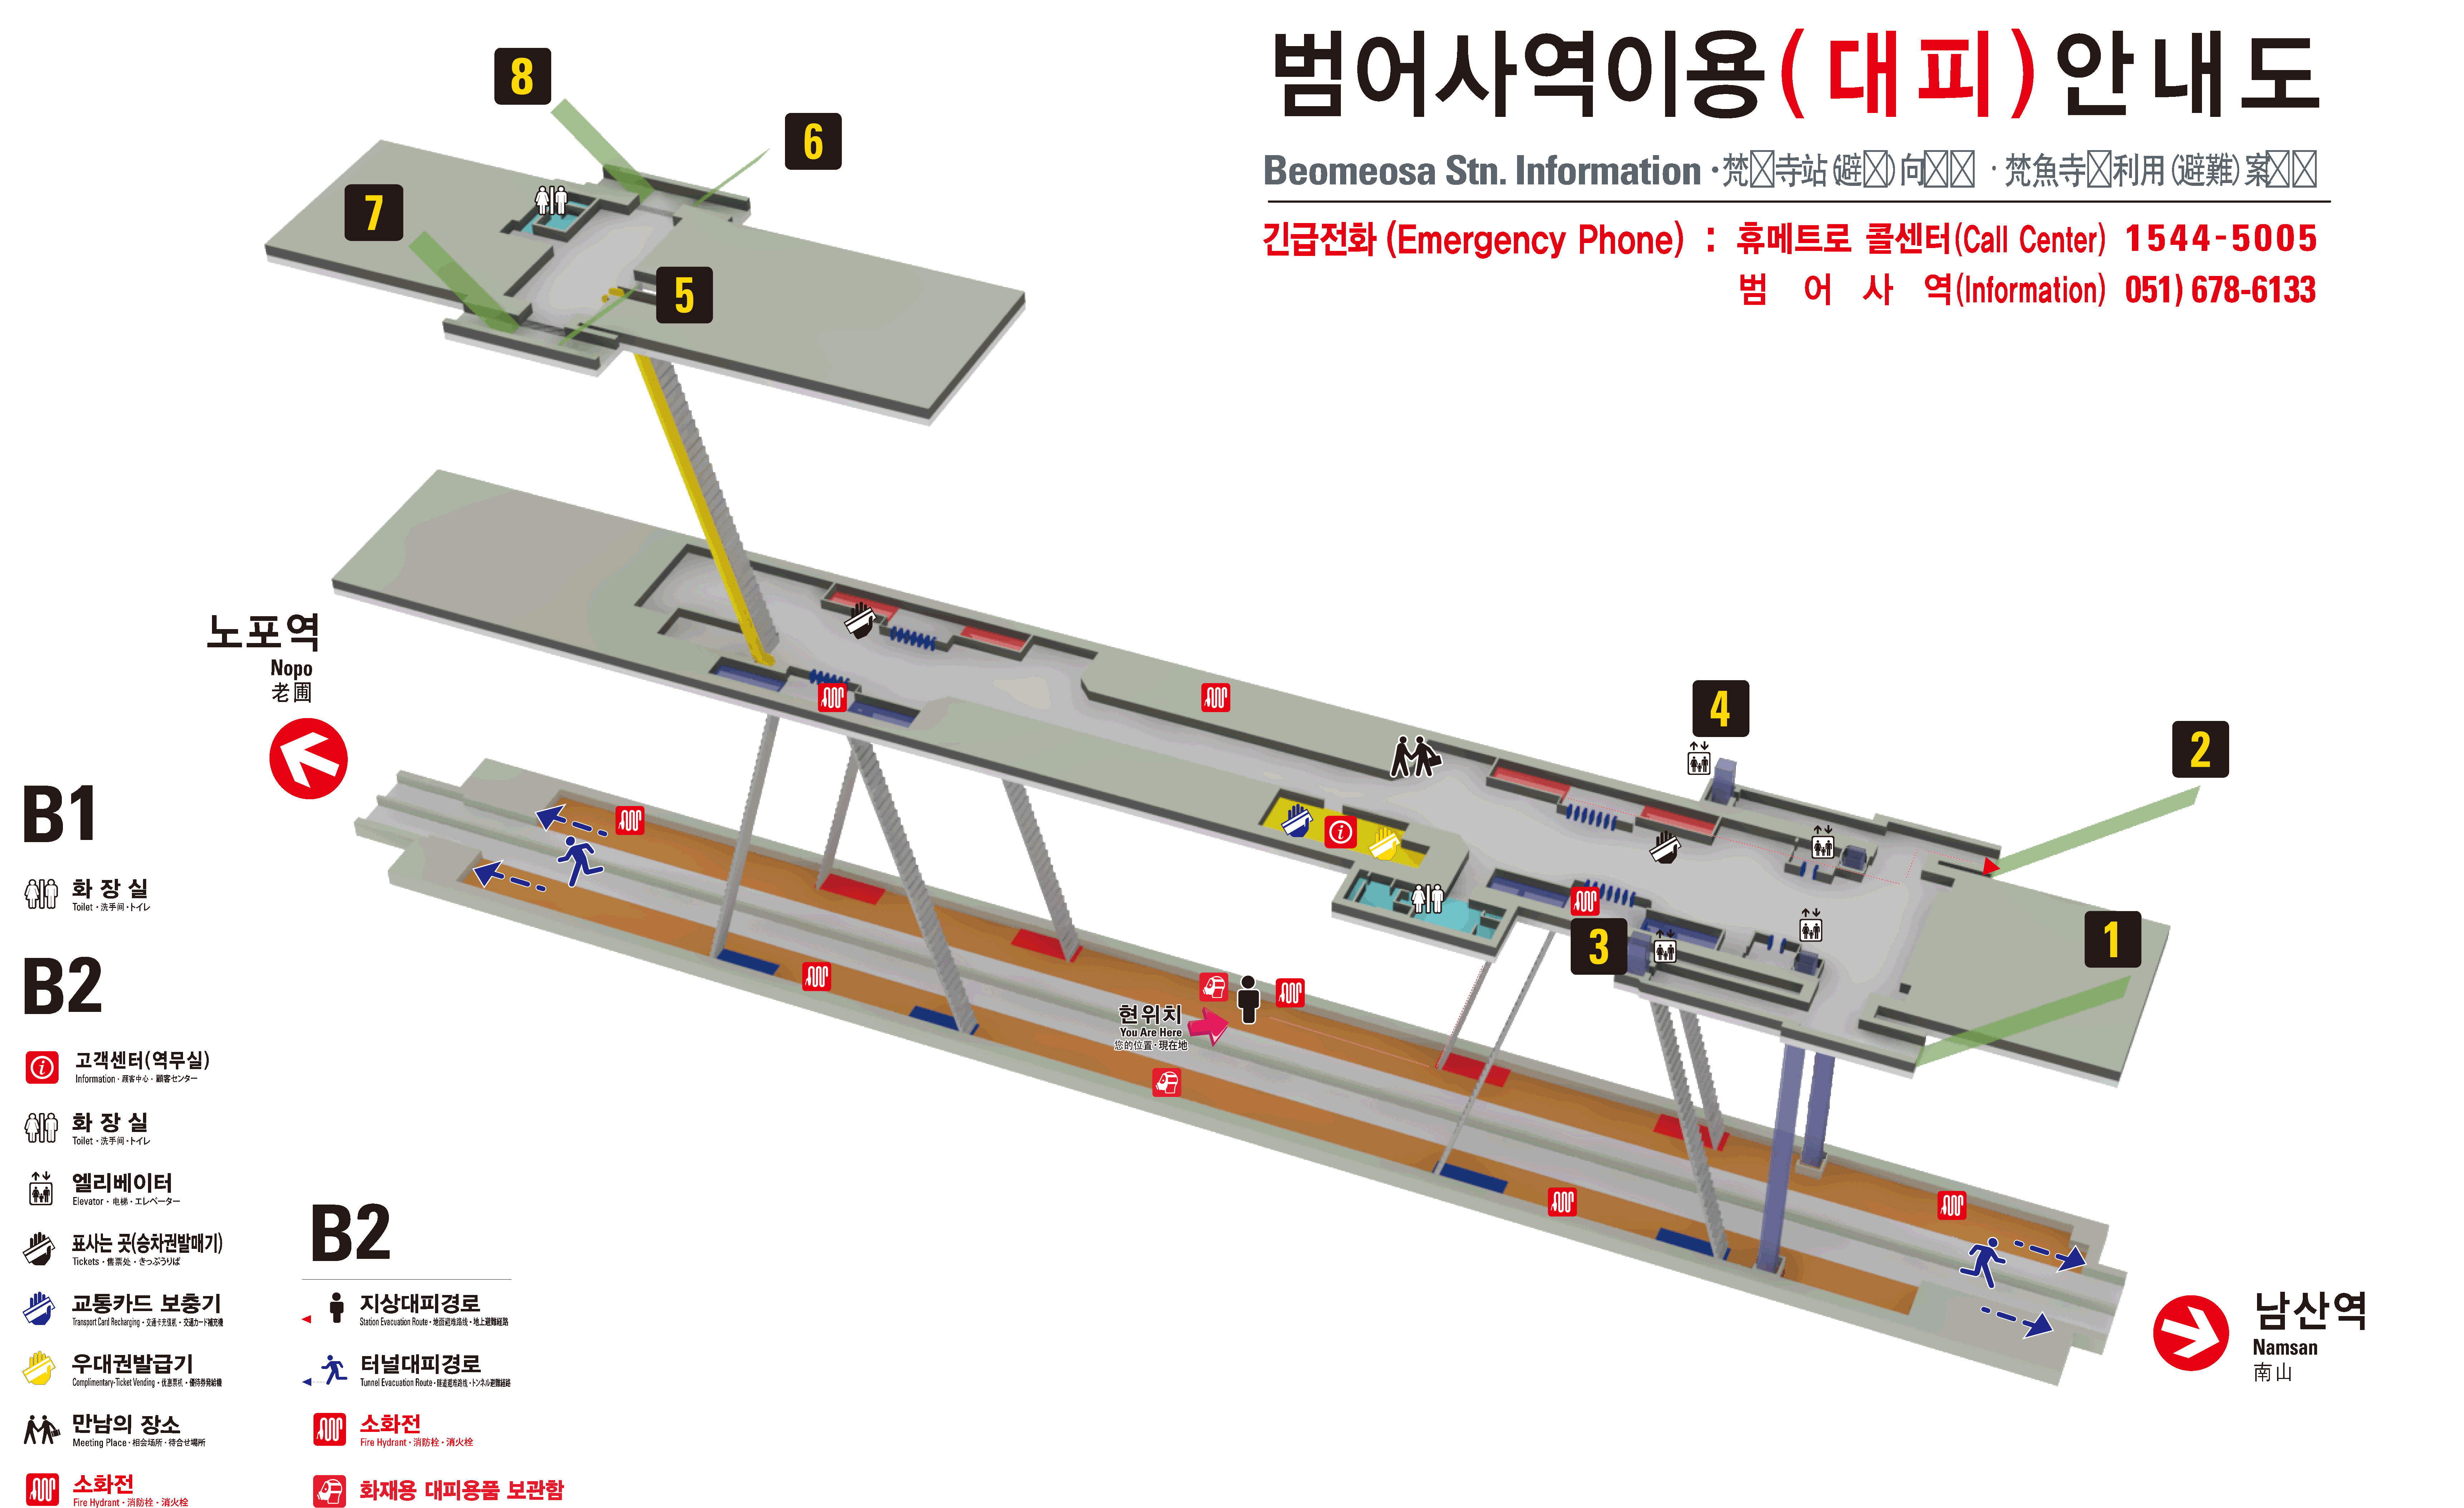 범어사역이용(대피)안내도
Beomeosa Stn. Information · 梵 寺站(避 )向 · 梵魚寺 利用(避難)案
긴급전화 (Emergency Phone) : 휴메트로 콜센터(Call Center) 1544-5005
범어사역(Information) 051) 678-6133
8
6
7
5
노포역
Nopo
老圃
4
2
3
1
현위치
You Are Here
您的位置·現在地
남산역
Namsan
南山
B1
화장실
Toilet · 洗手间 · トイレ
B2
고객센터(역무실)
Information · 顾客中心 · 顧客センター
화장실
Toilet · 洗手间 · トイレ
엘리베이터
Elevator · 电梯 · エレベーター
표사는 곳(승차권발매기)
Tickets · 售票处 · きっぷうりば
교통카드 보충기
Transport Card Recharging · 交通卡充值机 · 交通カード補充機
우대권발급기
Complimentary-Ticket Vending · 优惠票机 · 優待券発給機
만남의 장소
Meeting Place · 相会场所 · 待合せ場所
소화전
Fire Hydrant · 消防栓 · 消火栓
B2
지상대피경로
Station Evacuation Route · 地面避难路线 · 地上避難経路
터널대피경로
Tunnel Evacuation Route · 隧道避难路线 · トンネル避難経路
소화전
Fire Hydrant · 消防栓 · 消火栓
화재용 대피용품 보관함